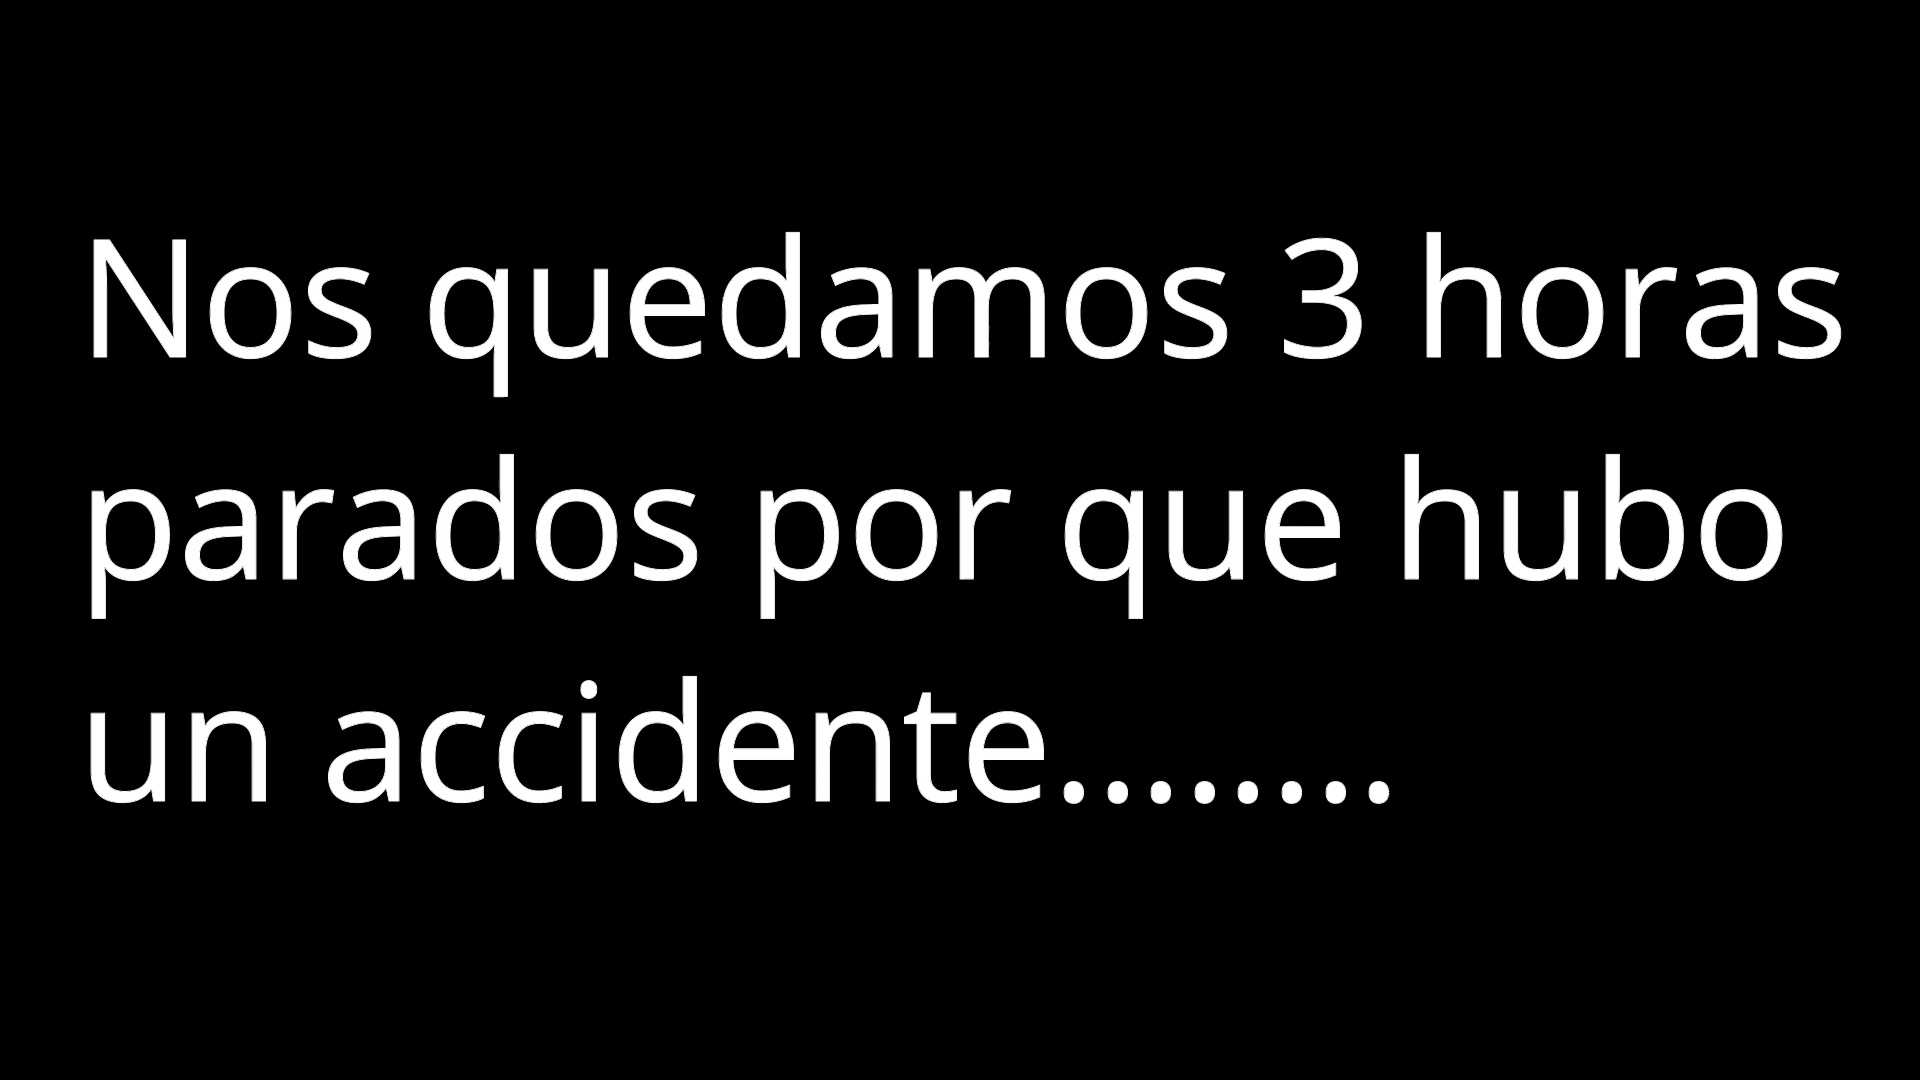 Nos quedamos 3 horas
parados por que hubo
un accidente........